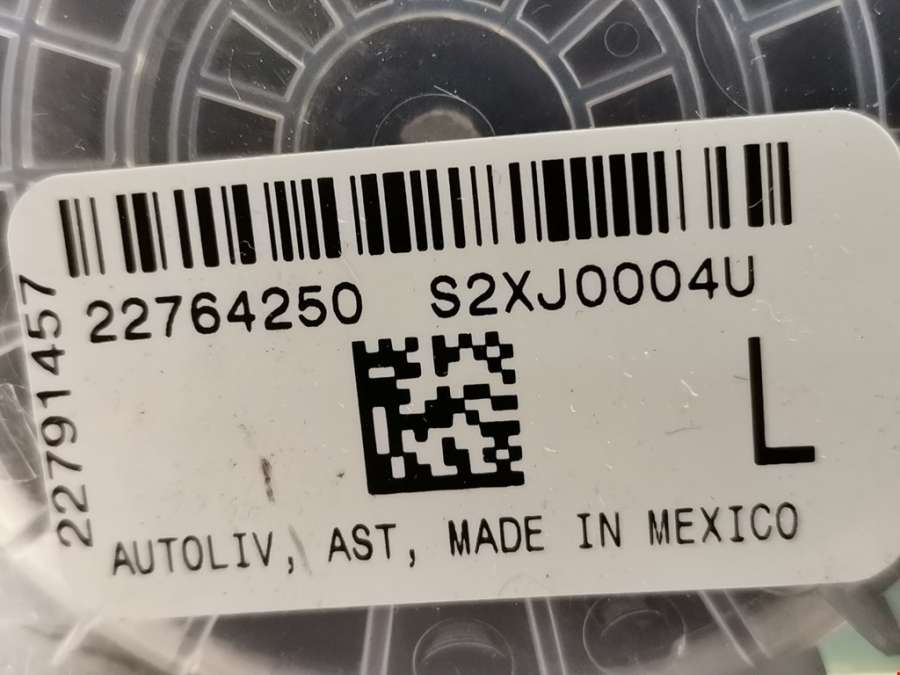 22764250 S2XJ0004U
22791457
L
AUTOLIV, AST, MADE IN MEXICO